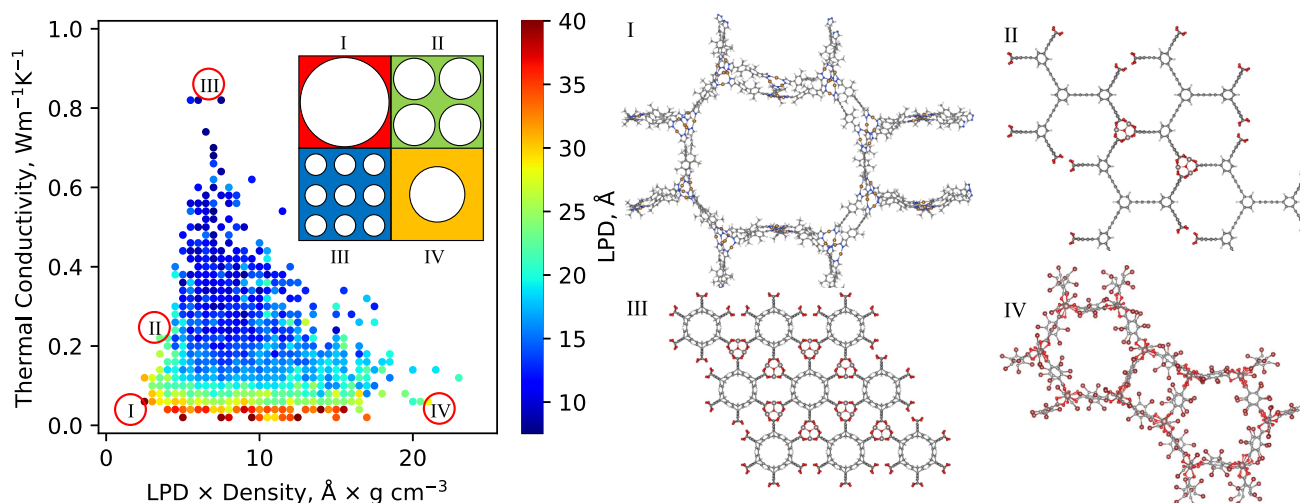 Thermal Conductivity, Wm⁻¹K⁻¹
1.0
0.8
0.6
0.4
0.2
0.0
0
10
20
LPD × Density, Å × g cm⁻³
III
II
I
IV
I
II
III
IV
40
35
30
25
20
15
10
LPD, Å
I
II
III
IV